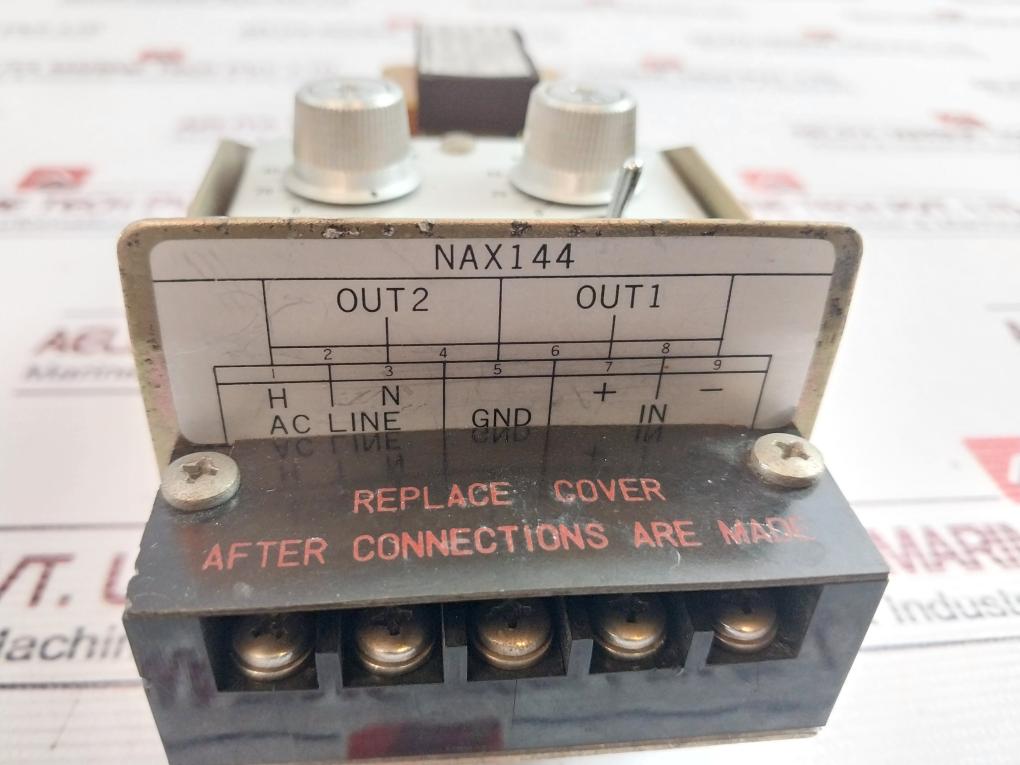 NAX144
OUT2 OUT1
2 4 6 8
1 3 5 7 9
H N + −
AC LINE GND IN
REPLACE COVER
AFTER CONNECTIONS ARE MADE